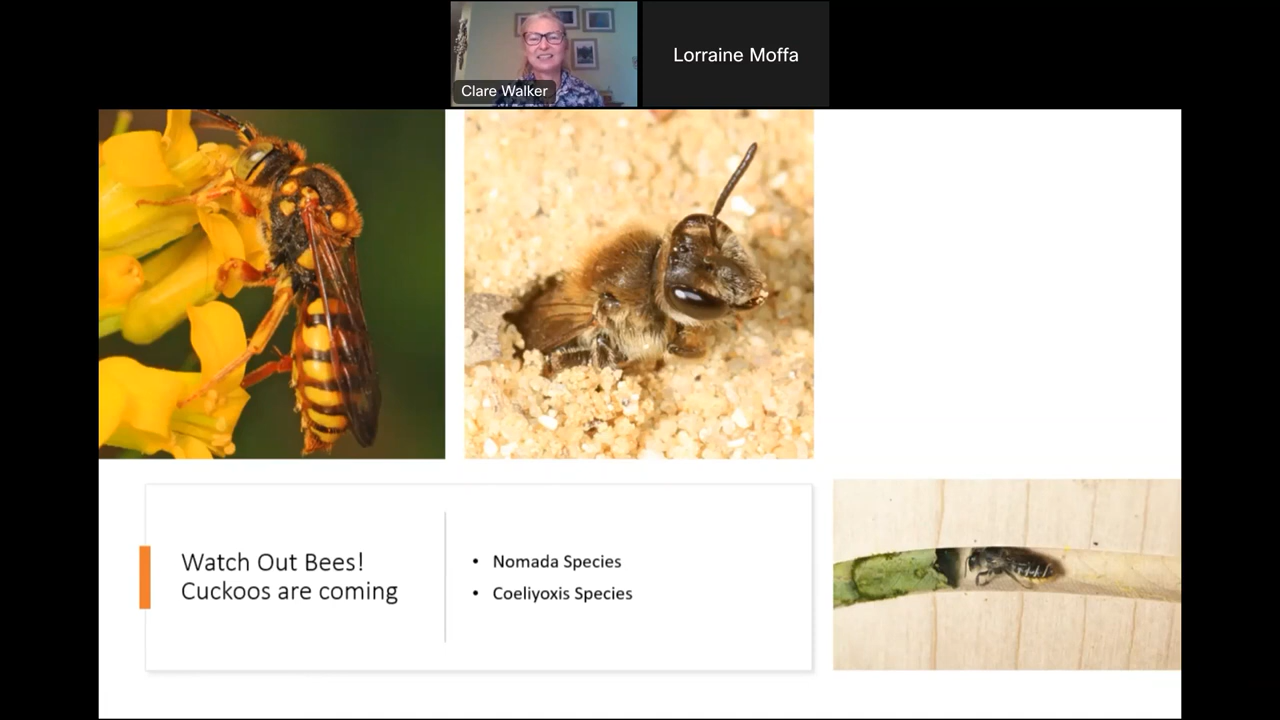 Clare Walker
Lorraine Moffa
Watch Out Bees!
Cuckoos are coming
• Nomada Species
• Coeliyoxis Species